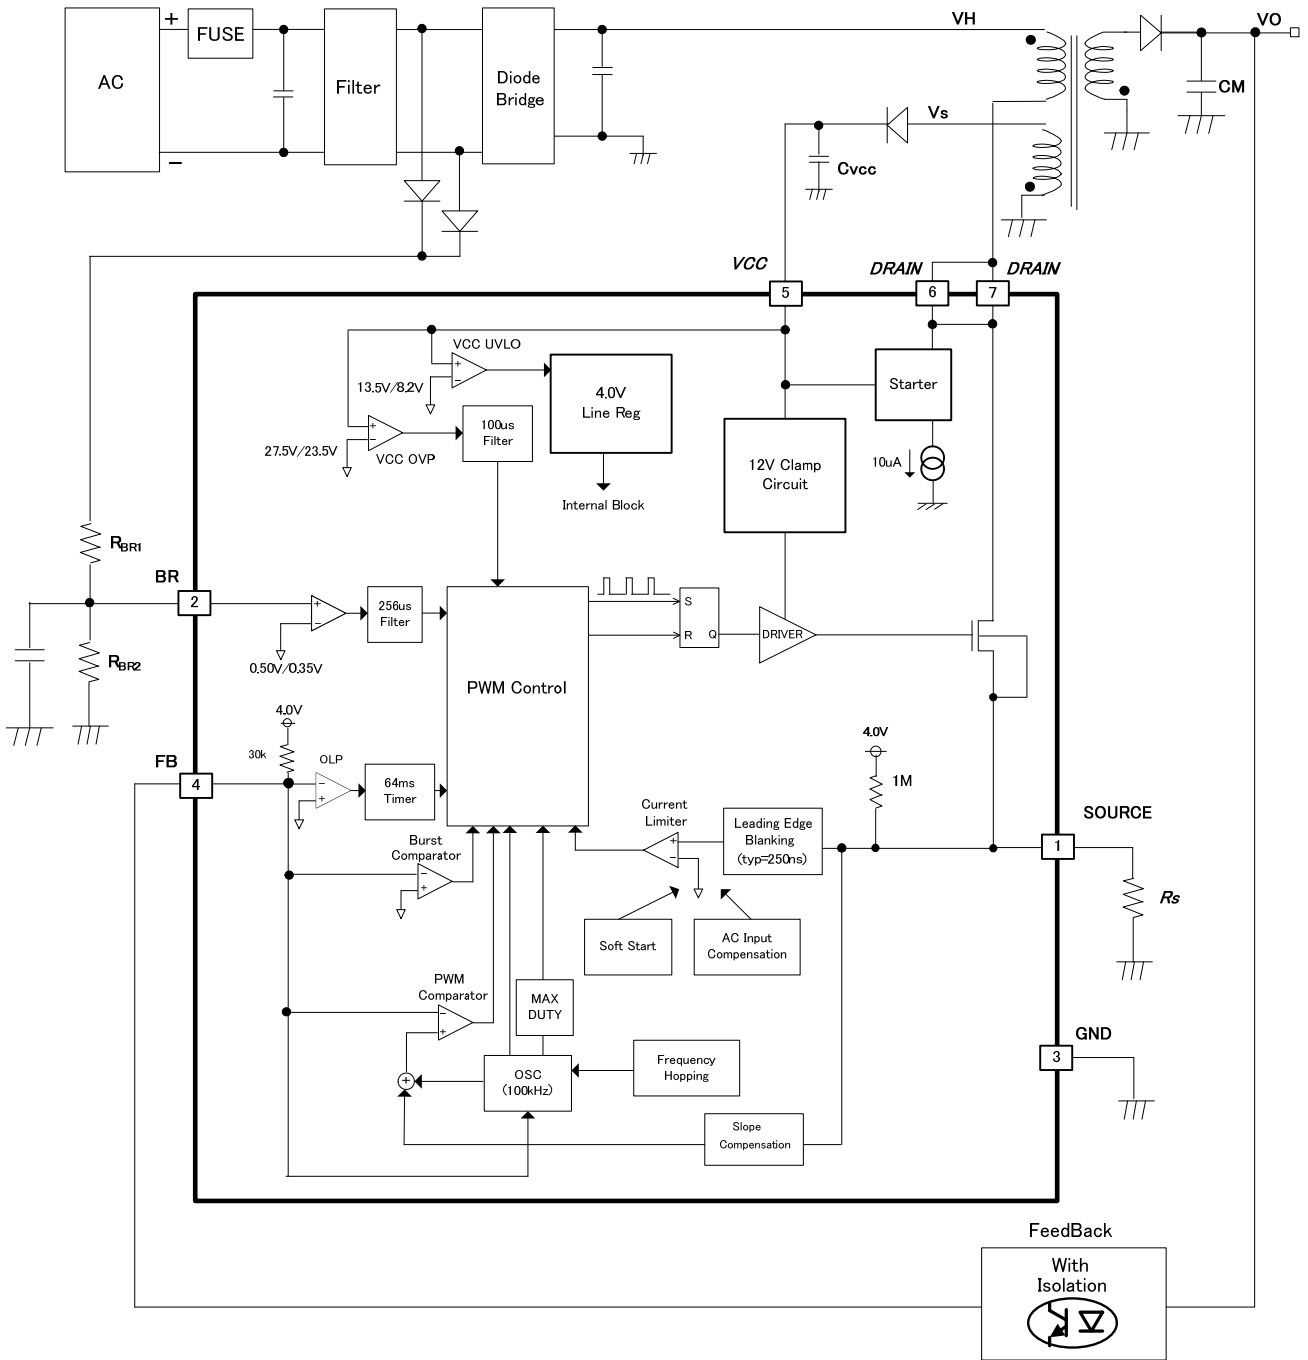 +
FUSE
AC
−
Filter
Diode
Bridge
VH
VO
CM
Vs
Cvcc
VCC
DRAIN
DRAIN
5
6
7
VCC UVLO
13.5V/8.2V
4.0V
Line Reg
Starter
27.5V/23.5V
VCC OVP
100us
Filter
10uA
12V Clamp
Circuit
Internal Block
RBR1
BR
2
256us
Filter
0.50V/0.35V
S
R
Q
DRIVER
RBR2
PWM Control
4.0V
30k
OLP
FB
4
64ms
Timer
4.0V
1M
Current
Limiter
Leading Edge
Blanking
(typ=250ns)
SOURCE
1
Rs
Burst
Comparator
Soft Start
AC Input
Compensation
PWM
Comparator
MAX
DUTY
GND
3
OSC
(100kHz)
Frequency
Hopping
+
Slope
Compensation
FeedBack
With
Isolation